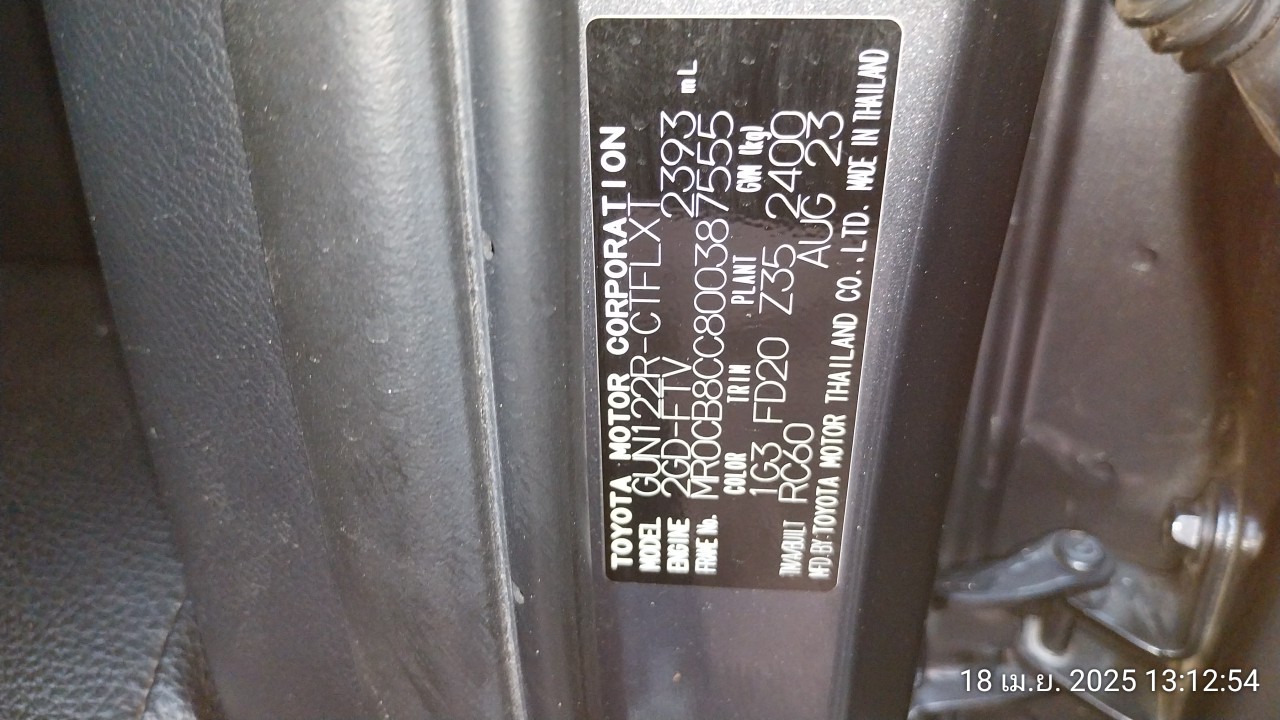 TOYOTA MOTOR CORPORATION
MODEL GUN122R-CTFLXT
ENGINE 2GD-FTV 2393 mL
FRAME No. MR0CB8CC800387555
COLOR TRIM PLANT GVM (kg)
1G3 FD20 Z35 2400
TM/A/BUILT RC60 AUG 23
MFD.BY:TOYOTA MOTOR THAILAND CO.,LTD. MADE IN THAILAND
18 เม.ย. 2025 13:12:54